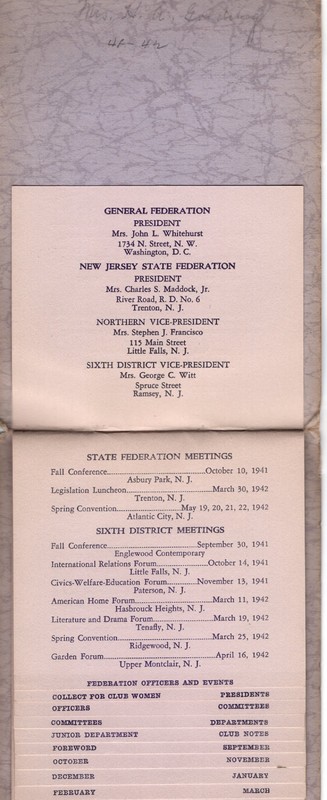 Mrs.
41-42
GENERAL FEDERATION
PRESIDENT
Mrs. John L. Whitehurst
1734 N. Street, N. W.
Washington, D. C.
NEW JERSEY STATE FEDERATION
PRESIDENT
Mrs. Charles S. Maddock, Jr.
River Road, R. D. No. 6
Trenton, N. J.
NORTHERN VICE-PRESIDENT
Mrs. Stephen J. Francisco
115 Main Street
Little Falls, N. J.
SIXTH DISTRICT VICE-PRESIDENT
Mrs. George C. Witt
Spruce Street
Ramsey, N. J.
STATE FEDERATION MEETINGS
Fall Conference......October 10, 1941
Asbury Park, N. J.
Legislation Luncheon......March 30, 1942
Trenton, N. J.
Spring Convention......May 19, 20, 21, 22, 1942
Atlantic City, N. J.
SIXTH DISTRICT MEETINGS
Fall Conference......September 30, 1941
Englewood Contemporary
International Relations Forum......October 14, 1941
Little Falls, N. J.
Civics-Welfare-Education Forum......November 13, 1941
Paterson, N. J.
American Home Forum......March 11, 1942
Hasbrouck Heights, N. J.
Literature and Drama Forum......March 19, 1942
Tenafly, N. J.
Spring Convention......March 25, 1942
Ridgewood, N. J.
Garden Forum......April 16, 1942
Upper Montclair, N. J.
FEDERATION OFFICERS AND EVENTS
COLLECT FOR CLUB WOMEN PRESIDENTS
OFFICERS COMMITTEES
COMMITTEES DEPARTMENTS
JUNIOR DEPARTMENT CLUB NOTES
FOREWORD SEPTEMBER
OCTOBER NOVEMBER
DECEMBER JANUARY
FEBRUARY MARCH